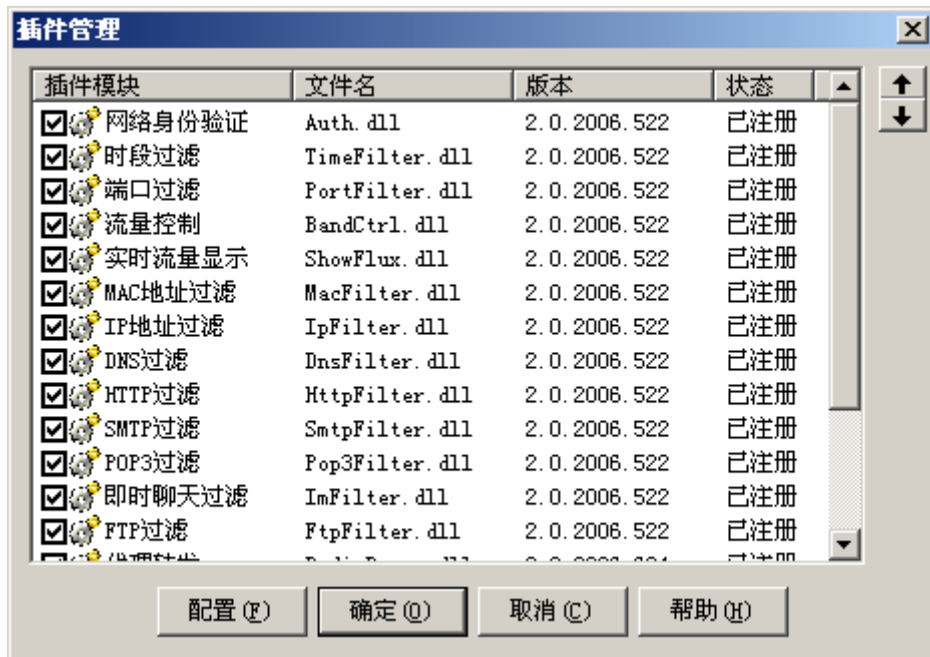 插件管理
插件模块 文件名 版本 状态
网络身份验证 Auth.dll 2.0.2006.522 已注册
时段过滤 TimeFilter.dll 2.0.2006.522 已注册
端口过滤 PortFilter.dll 2.0.2006.522 已注册
流量控制 BandCtrl.dll 2.0.2006.522 已注册
实时流量显示 ShowFlux.dll 2.0.2006.522 已注册
MAC地址过滤 MacFilter.dll 2.0.2006.522 已注册
IP地址过滤 IpFilter.dll 2.0.2006.522 已注册
DNS过滤 DnsFilter.dll 2.0.2006.522 已注册
HTTP过滤 HttpFilter.dll 2.0.2006.522 已注册
SMTP过滤 SmtpFilter.dll 2.0.2006.522 已注册
POP3过滤 Pop3Filter.dll 2.0.2006.522 已注册
即时聊天过滤 ImFilter.dll 2.0.2006.522 已注册
FTP过滤 FtpFilter.dll 2.0.2006.522 已注册
配置(F) 确定(O) 取消(C) 帮助(H)